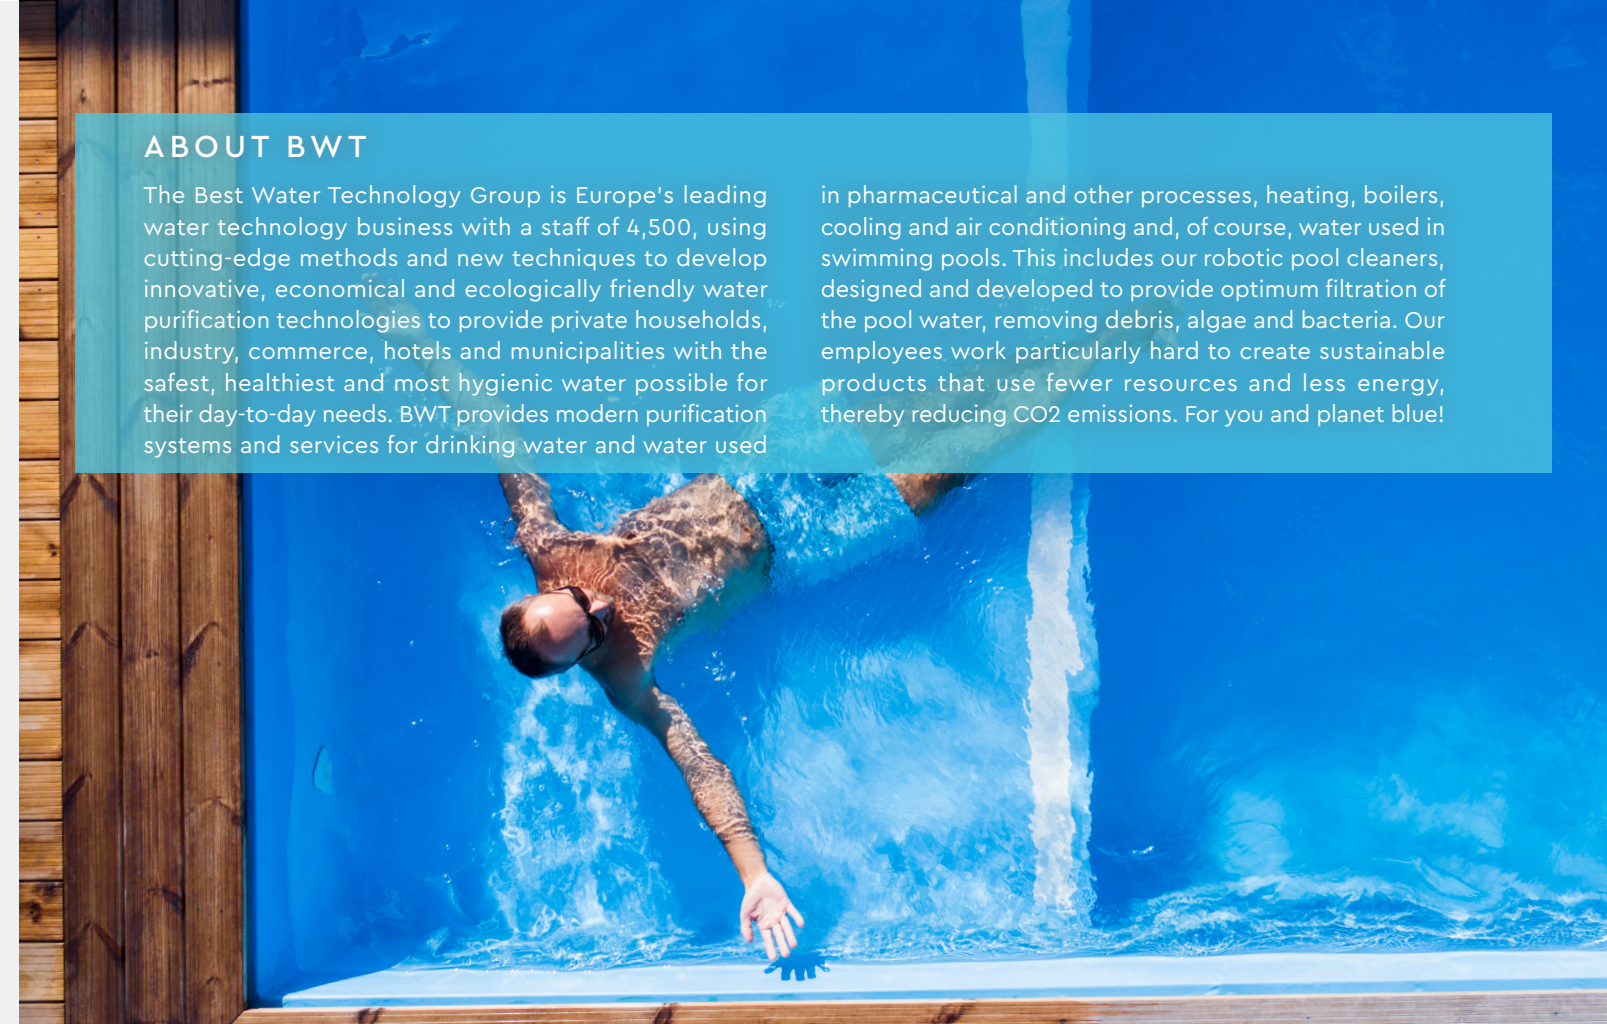 ABOUT BWT
The Best Water Technology Group is Europe's leading
water technology business with a staff of 4,500, using
cutting-edge methods and new techniques to develop
innovative, economical and ecologically friendly water
purification technologies to provide private households,
industry, commerce, hotels and municipalities with the
safest, healthiest and most hygienic water possible for
their day-to-day needs. BWT provides modern purification
systems and services for drinking water and water used
in pharmaceutical and other processes, heating, boilers,
cooling and air conditioning and, of course, water used in
swimming pools. This includes our robotic pool cleaners,
designed and developed to provide optimum filtration of
the pool water, removing debris, algae and bacteria. Our
employees work particularly hard to create sustainable
products that use fewer resources and less energy,
thereby reducing CO2 emissions. For you and planet blue!